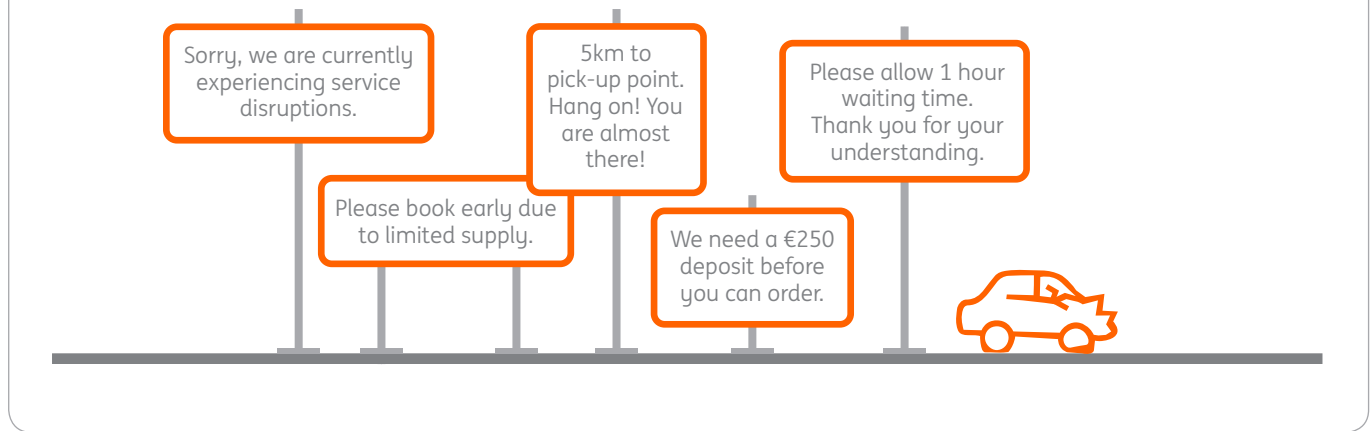 Sorry, we are currently
experiencing service
disruptions.
Please book early due
to limited supply.
5km to
pick-up point.
Hang on! You
are almost
there!
We need a €250
deposit before
you can order.
Please allow 1 hour
waiting time.
Thank you for your
understanding.